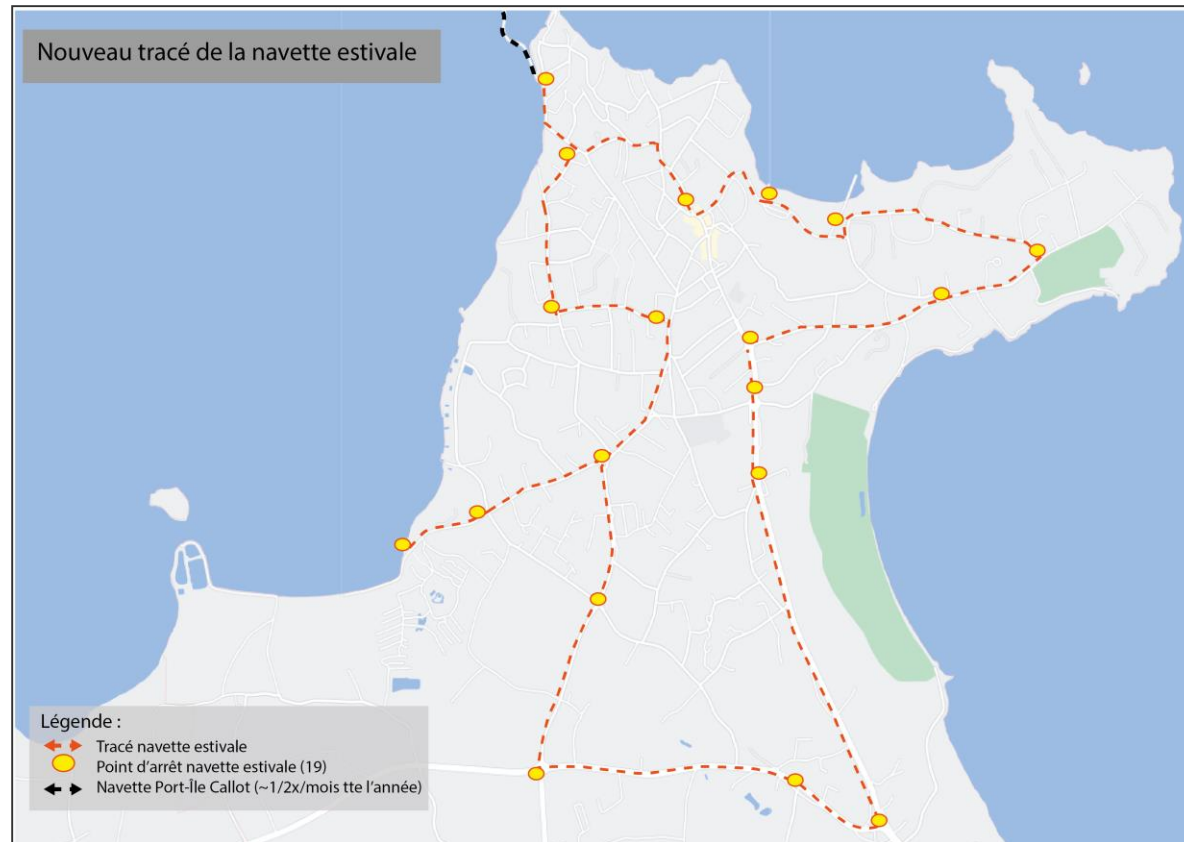 Nouveau tracé de la navette estivale
Légende :
Tracé navette estivale
Point d'arrêt navette estivale (19)
Navette Port-Île Callot (~1/2x/mois tte l'année)